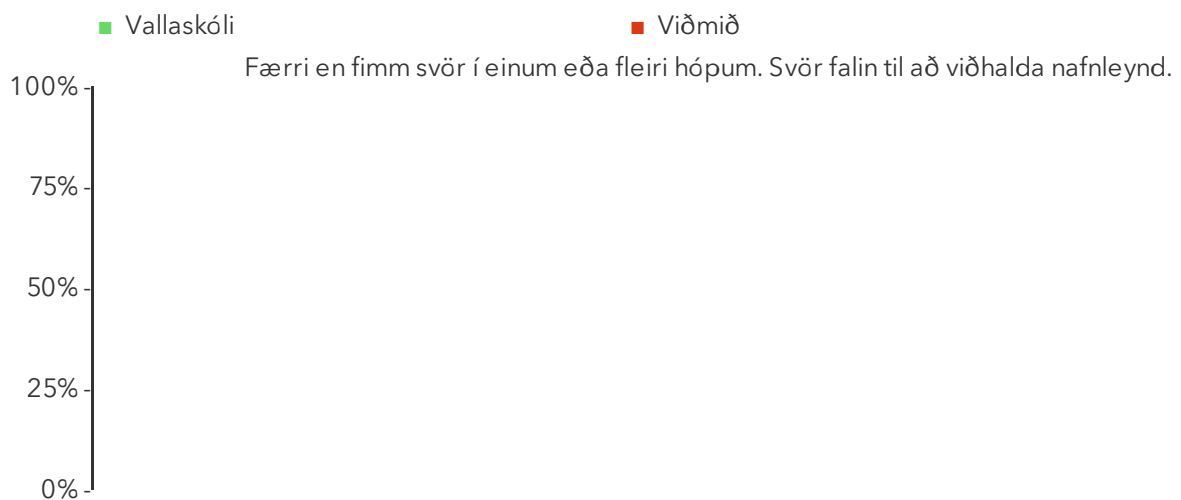 Vallaskóli
Viðmið
Færri en fimm svör í einum eða fleiri hópum. Svör falin til að viðhalda nafnleynd.
100%
75%
50%
25%
0%